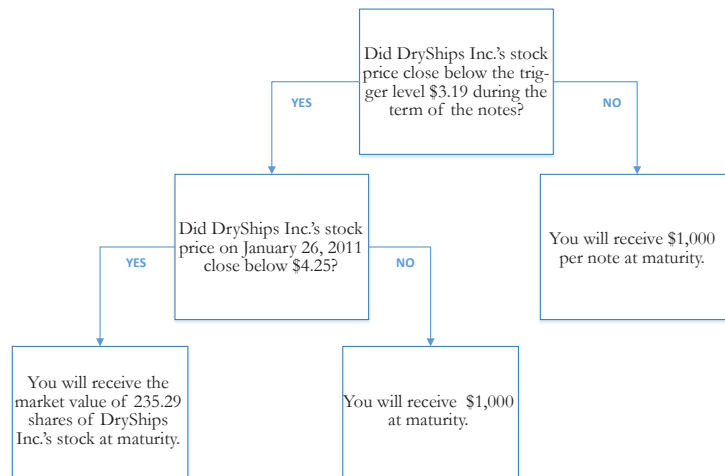 Did DryShips Inc.'s stock
price close below the trig-
ger level $3.19 during the
term of the notes?
YES
NO
Did DryShips Inc.'s stock
price on January 26, 2011
close below $4.25?
You will receive $1,000
per note at maturity.
YES
NO
You will receive the
market value of 235.29
shares of DryShips
Inc.'s stock at maturity.
You will receive $1,000
at maturity.